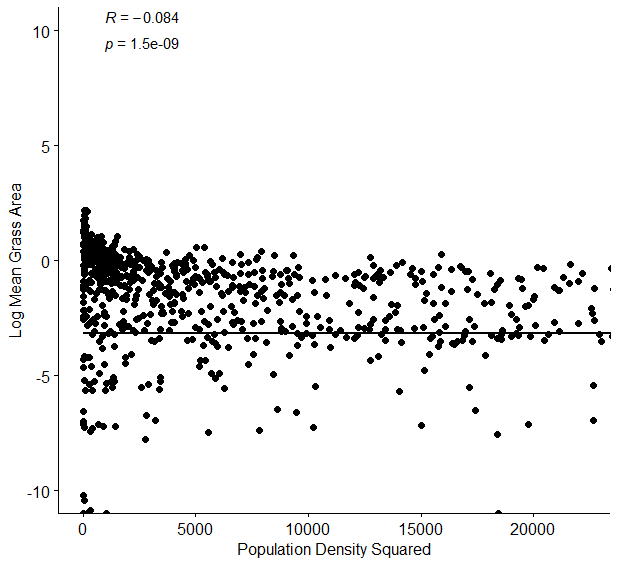 R = −0.084
p = 1.5e-09
10
5
0
-5
-10
Log Mean Grass Area
0 5000 10000 15000 20000
Population Density Squared